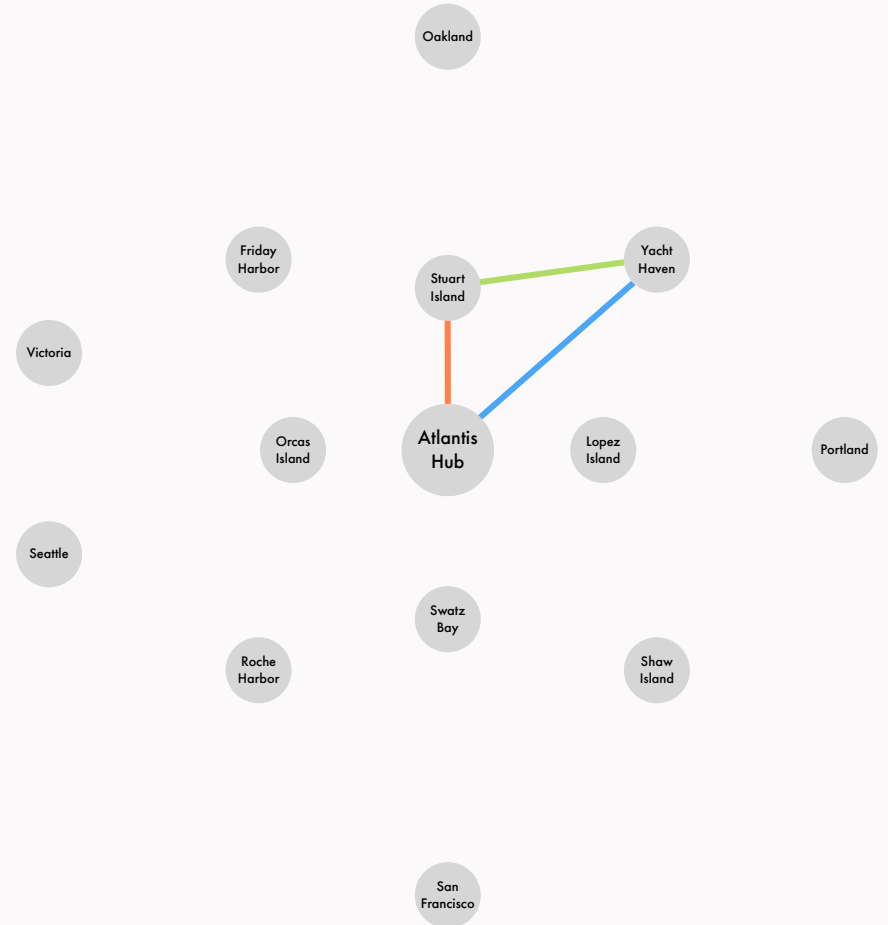 Oakland
Friday
Harbor
Stuart
Island
Yacht
Haven
Victoria
Orcas
Island
Atlantis
Hub
Lopez
Island
Portland
Seattle
Swatz
Bay
Roche
Harbor
Shaw
Island
San
Francisco